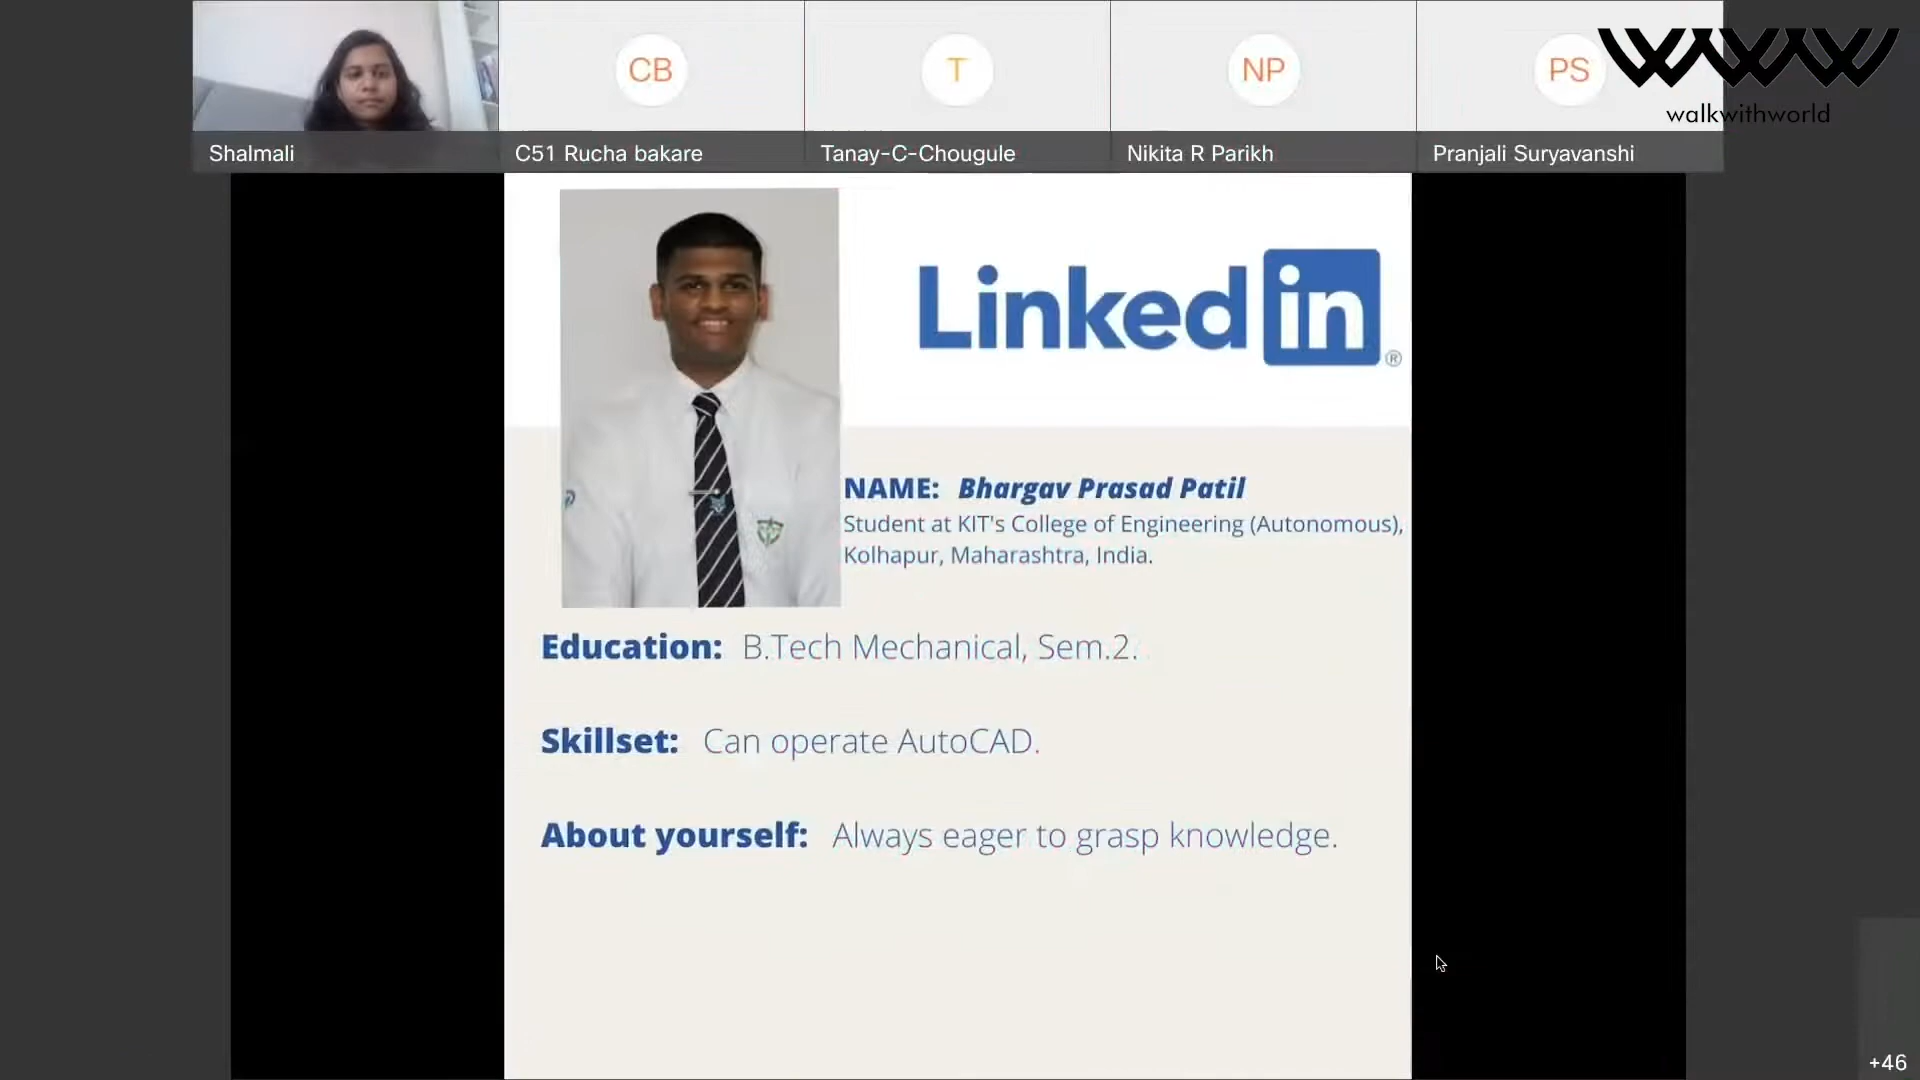 CB
T
NP
PS
walkwithworld
Shalmali
C51 Rucha bakare
Tanay-C-Chougule
Nikita R Parikh
Pranjali Suryavanshi
Linked in ®
NAME: Bhargav Prasad Patil
Student at KIT's College of Engineering (Autonomous),
Kolhapur, Maharashtra, India.
Education: B.Tech Mechanical, Sem.2.
Skillset: Can operate AutoCAD.
About yourself: Always eager to grasp knowledge.
+46